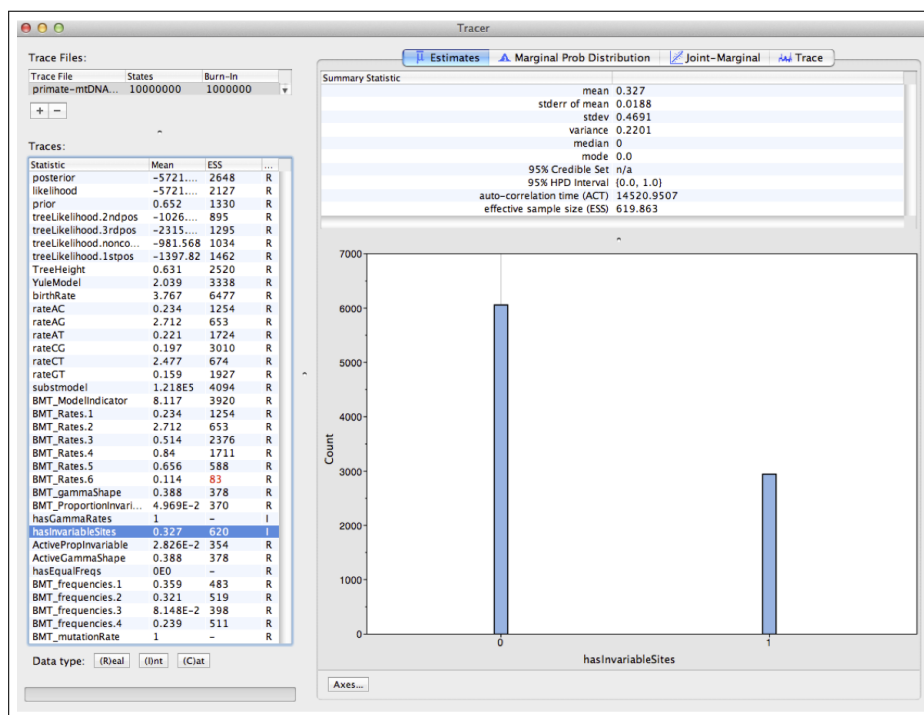 Tracer
Trace Files:
Trace File States Burn-In
primate-mtDNA... 10000000 1000000
+ −
Traces:
Statistic Mean ESS ...
posterior −5721.... 2648 R
likelihood −5721.... 2127 R
prior 0.652 1330 R
treeLikelihood.2ndpos −1026.... 895 R
treeLikelihood.3rdpos −2315.... 1295 R
treeLikelihood.nonco... −981.568 1034 R
treeLikelihood.1stpos −1397.82 1462 R
TreeHeight 0.631 2520 R
YuleModel 2.039 3338 R
birthRate 3.767 6477 R
rateAC 0.234 1254 R
rateAG 2.712 653 R
rateAT 0.221 1724 R
rateCG 0.197 3010 R
rateCT 2.477 674 R
rateGT 0.159 1927 R
substmodel 1.218E5 4094 R
BMT_ModelIndicator 8.117 3920 R
BMT_Rates.1 0.234 1254 R
BMT_Rates.2 2.712 653 R
BMT_Rates.3 0.514 2376 R
BMT_Rates.4 0.84 1711 R
BMT_Rates.5 0.656 588 R
BMT_Rates.6 0.114 83 R
BMT_gammaShape 0.388 378 R
BMT_ProportionInvari... 4.969E−2 370 R
hasGammaRates 1 – I
hasInvariableSites 0.327 620 I
ActivePropInvariable 2.826E−2 354 R
ActiveGammaShape 0.388 378 R
hasEqualFreqs 0E0 – R
BMT_frequencies.1 0.359 483 R
BMT_frequencies.2 0.321 519 R
BMT_frequencies.3 8.148E−2 398 R
BMT_frequencies.4 0.239 511 R
BMT_mutationRate 1 – R
Data type: (R)eal (I)nt (C)at
Estimates Marginal Prob Distribution Joint-Marginal Trace
Summary Statistic
mean 0.327
stderr of mean 0.0188
stdev 0.4691
variance 0.2201
median 0
mode 0.0
95% Credible Set n/a
95% HPD Interval {0.0, 1.0}
auto-correlation time (ACT) 14520.9507
effective sample size (ESS) 619.863
7000
6000
5000
4000
3000
2000
1000
0
Count
0 1
hasInvariableSites
Axes...